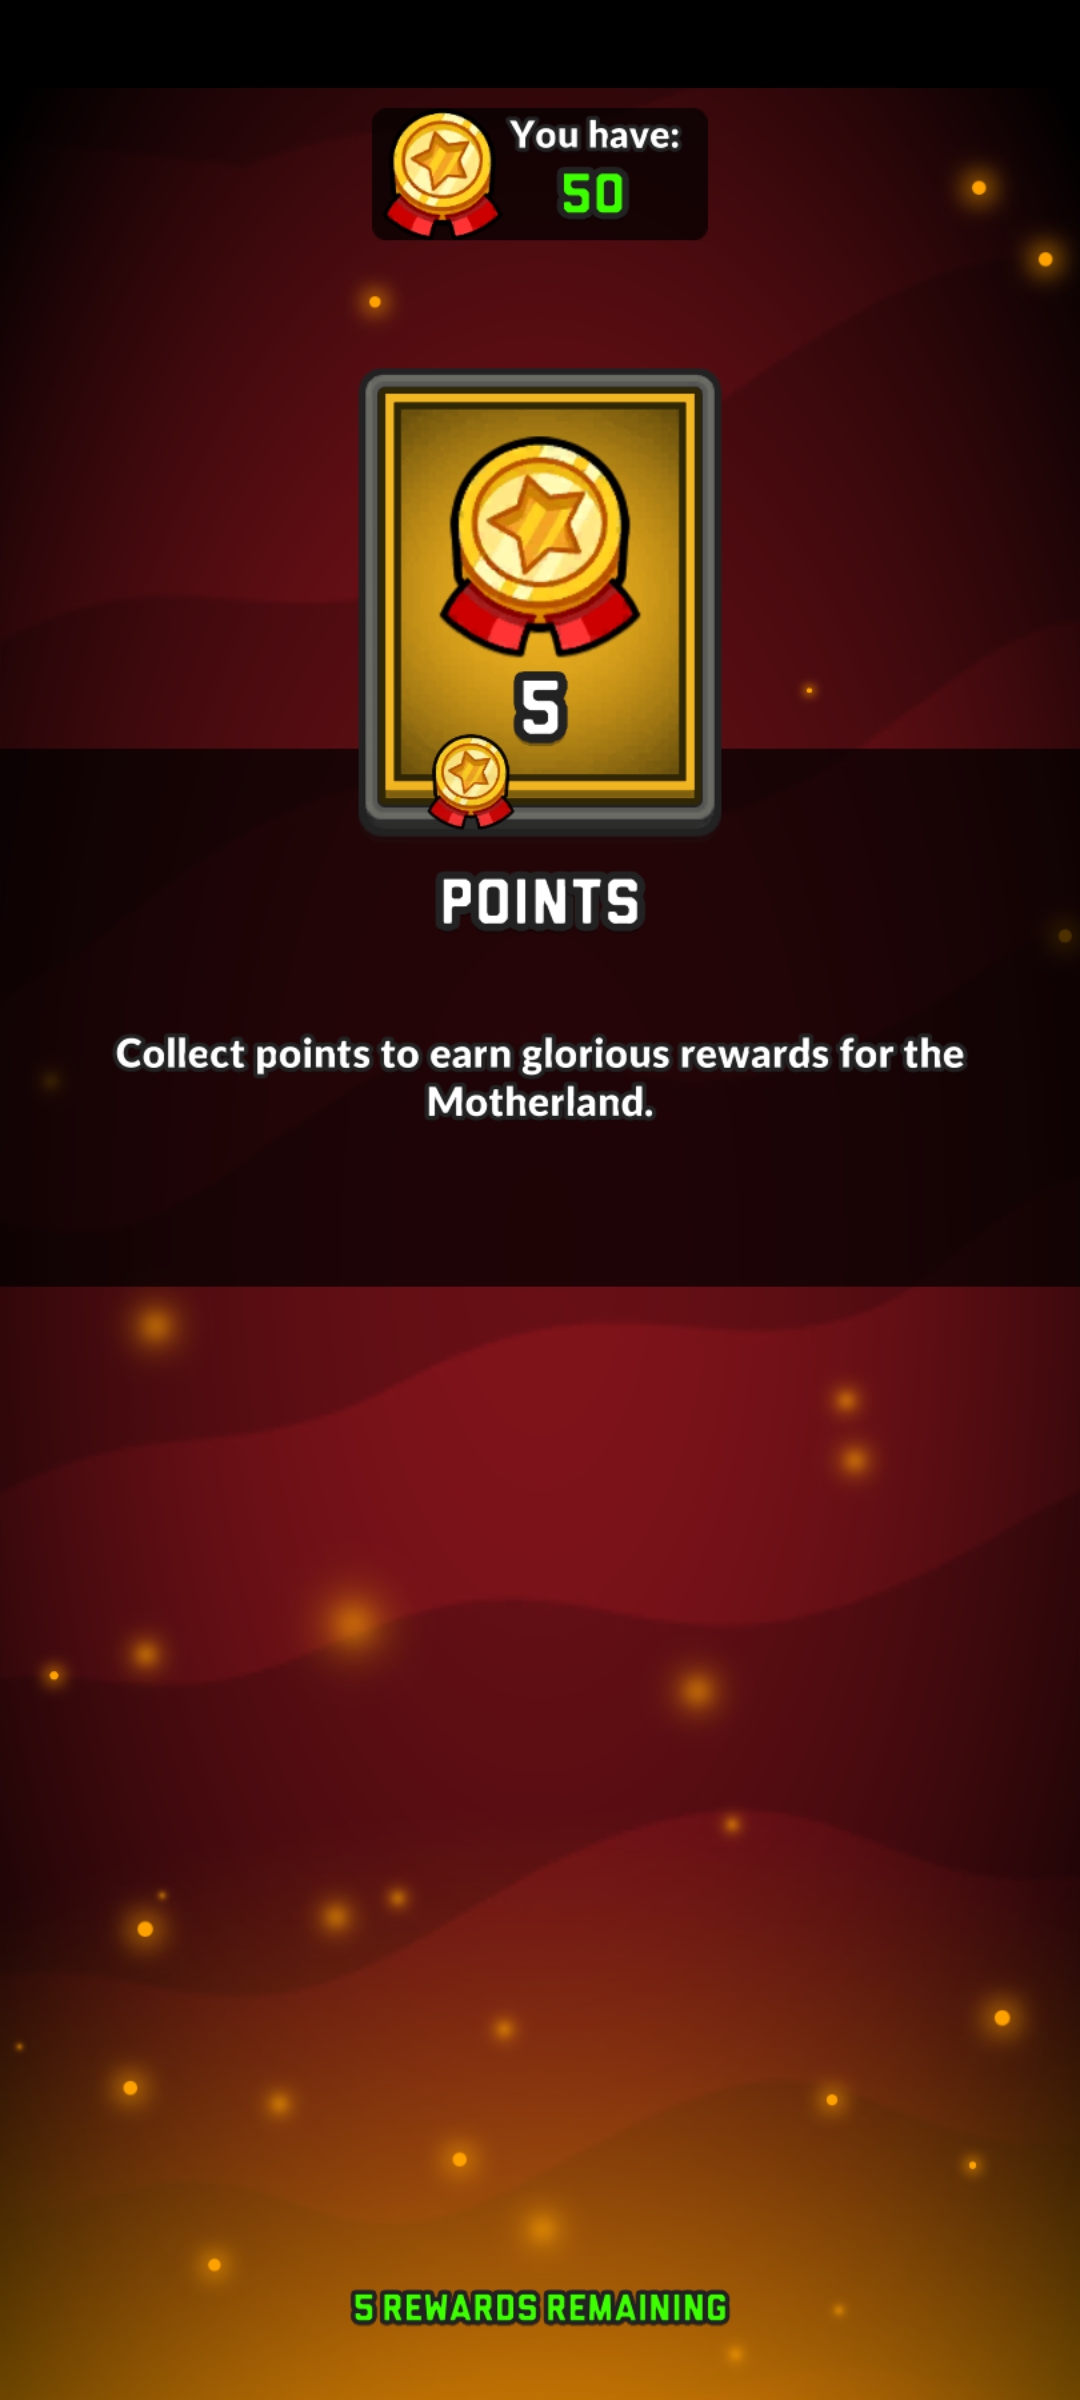 You have:
50
5
POINTS
Collect points to earn glorious rewards for the
Motherland.
5 REWARDS REMAINING